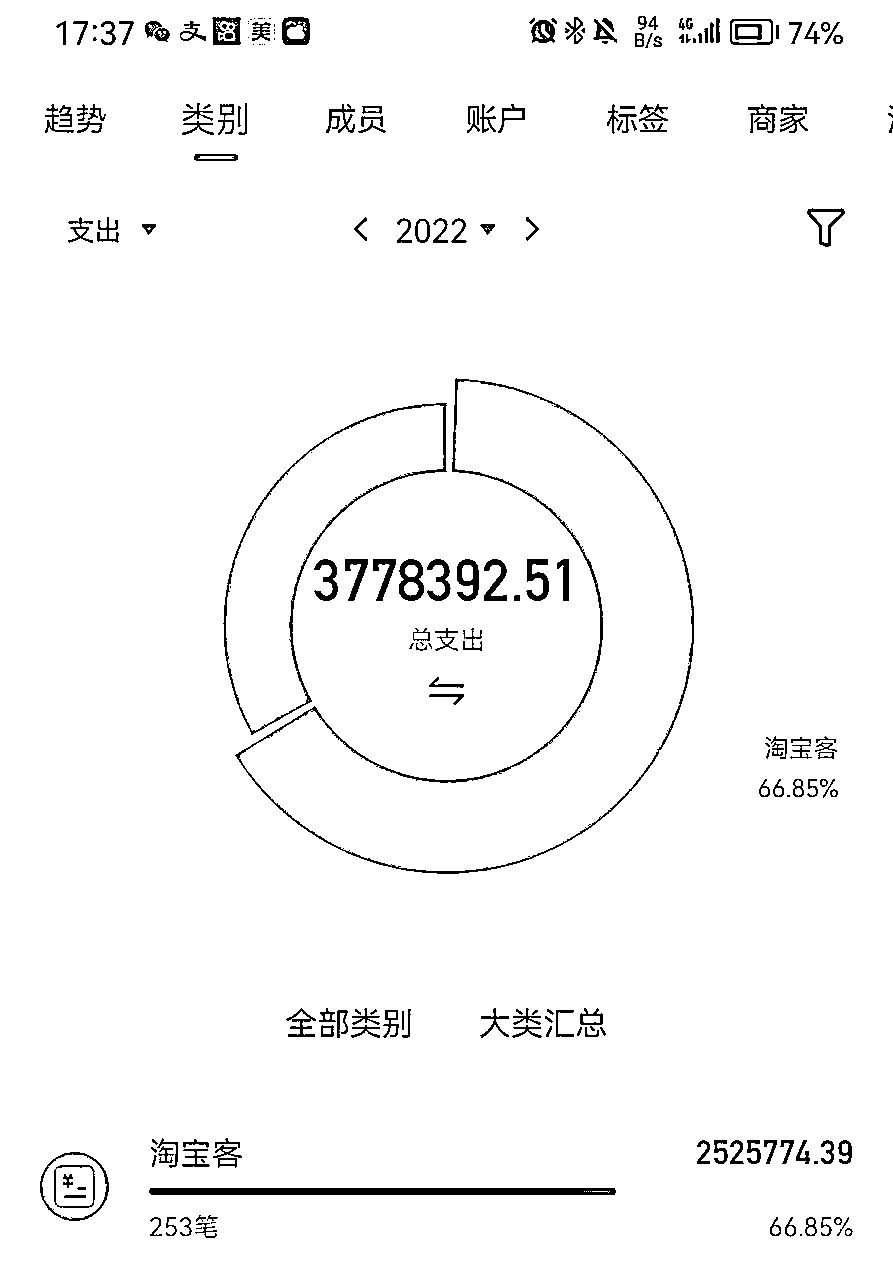 17:37 支 美 94 B/s 4G 74%
趋势 类别 成员 账户 标签 商家
支出 2022
3778392.51
总支出
淘宝客
66.85%
全部类别 大类汇总
淘宝客 2525774.39
253笔 66.85%